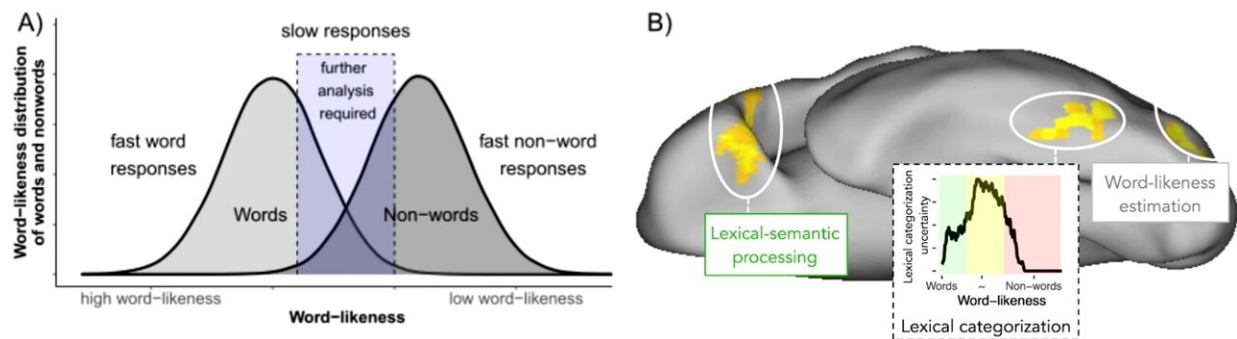 A)
Word-likeness distribution
of words and nonwords
slow responses
further
analysis
required
fast word
responses
fast non-word
responses
Words
Non-words
high word-likeness
low word-likeness
Word-likeness
B)
Lexical-semantic
processing
Word-likeness
estimation
Lexical categorization
uncertainty
Words
~
Non-words
Word-likeness
Lexical categorization